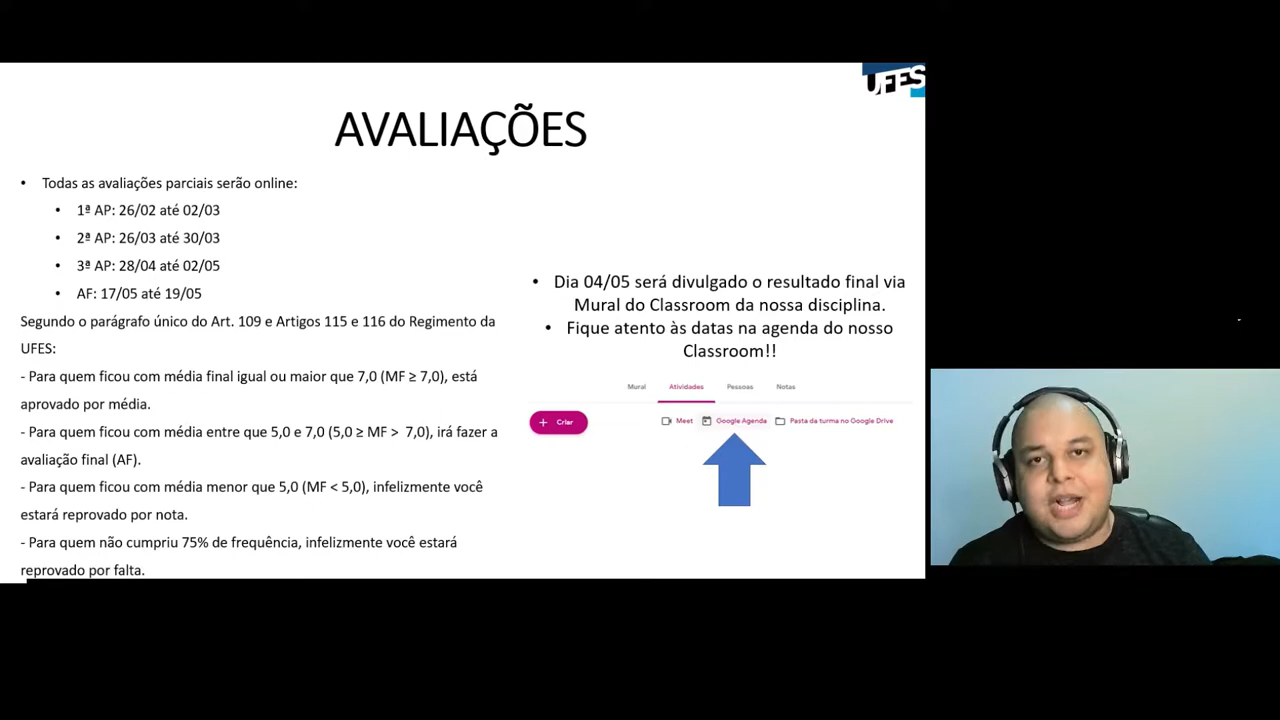 UFES
AVALIAÇÕES
• Todas as avaliações parciais serão online:
• 1ª AP: 26/02 até 02/03
• 2ª AP: 26/03 até 30/03
• 3ª AP: 28/04 até 02/05
• AF: 17/05 até 19/05
Segundo o parágrafo único do Art. 109 e Artigos 115 e 116 do Regimento da
UFES:
- Para quem ficou com média final igual ou maior que 7,0 (MF ≥ 7,0), está
aprovado por média.
- Para quem ficou com média entre que 5,0 e 7,0 (5,0 ≥ MF > 7,0), irá fazer a
avaliação final (AF).
- Para quem ficou com média menor que 5,0 (MF < 5,0), infelizmente você
estará reprovado por nota.
- Para quem não cumpriu 75% de frequência, infelizmente você estará
reprovado por falta.
• Dia 04/05 será divulgado o resultado final via
Mural do Classroom da nossa disciplina.
• Fique atento às datas na agenda do nosso
Classroom!!
Mural Atividades Pessoas Notas
+ Criar Meet Google Agenda Pasta da turma no Google Drive